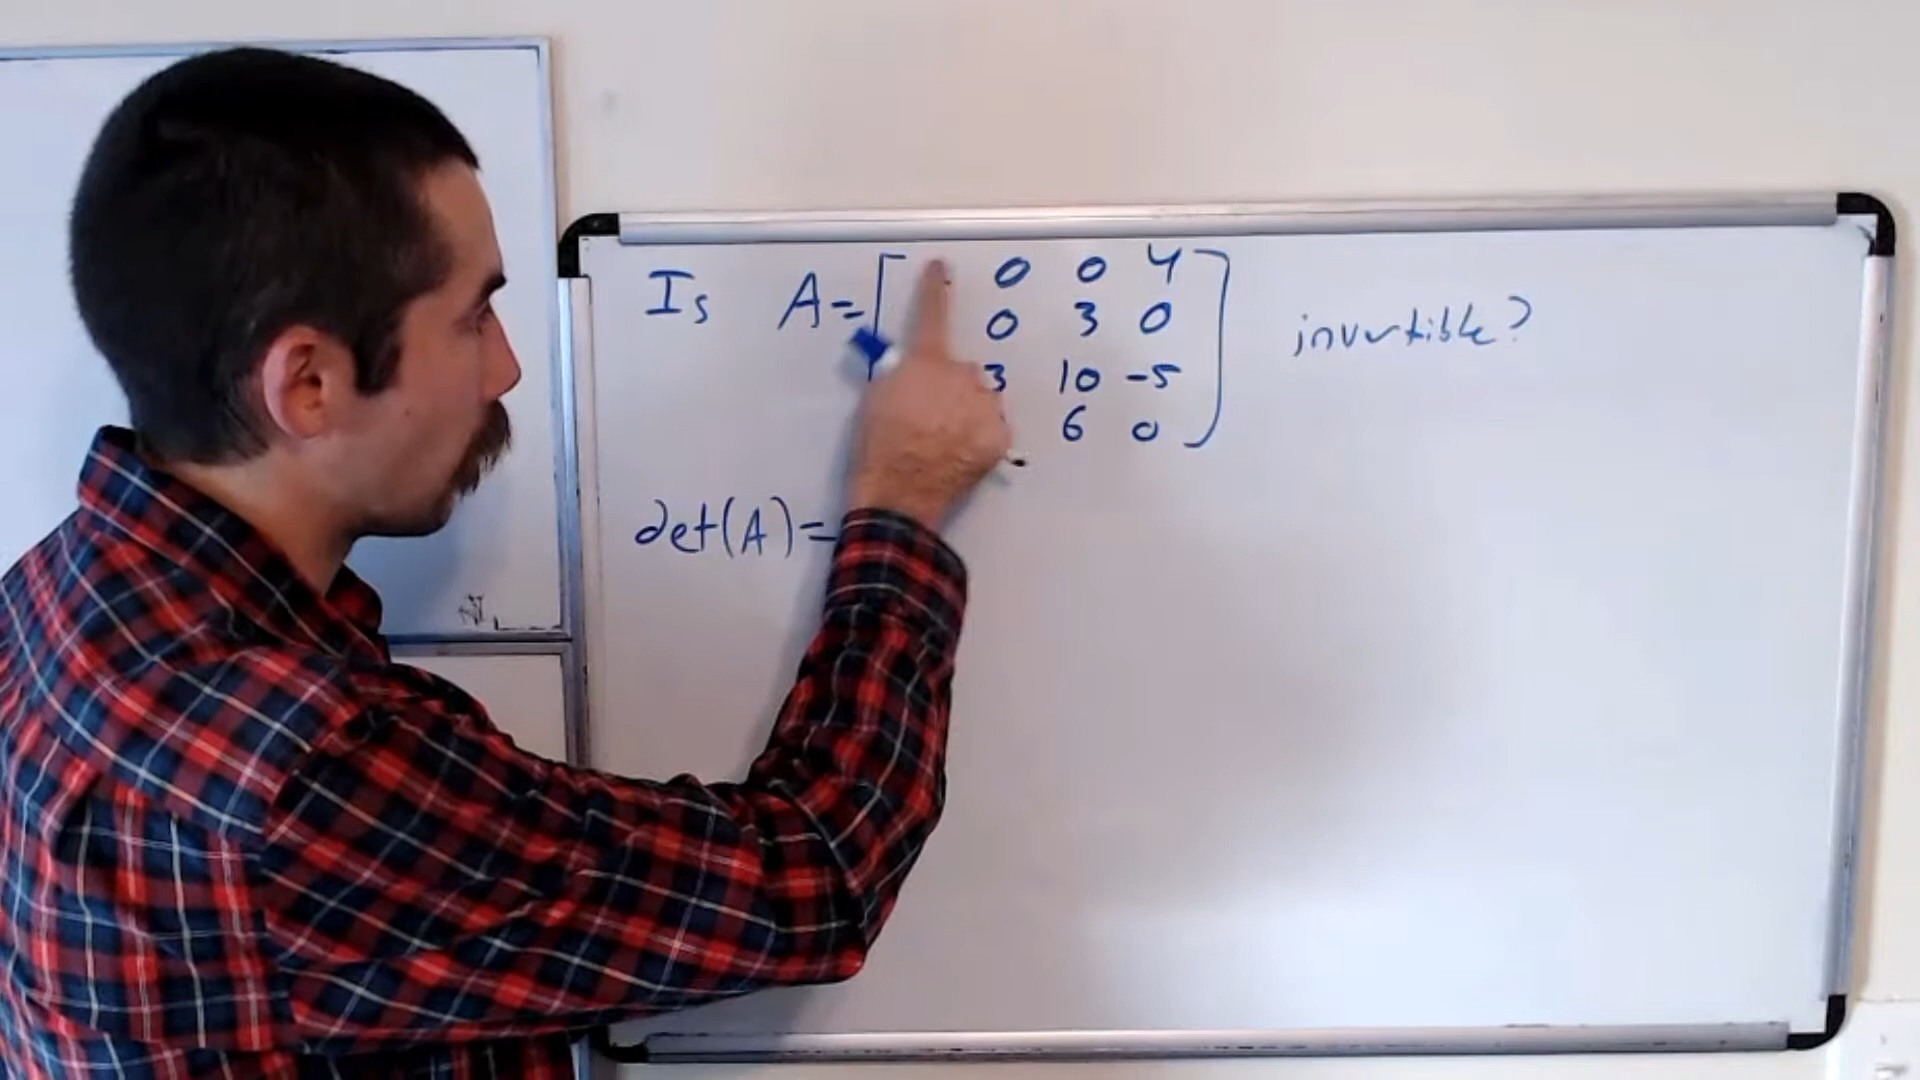 Is A = [ 0 0 4 ] invertible?
0 3 0
3 10 -5
6 0
det(A)=